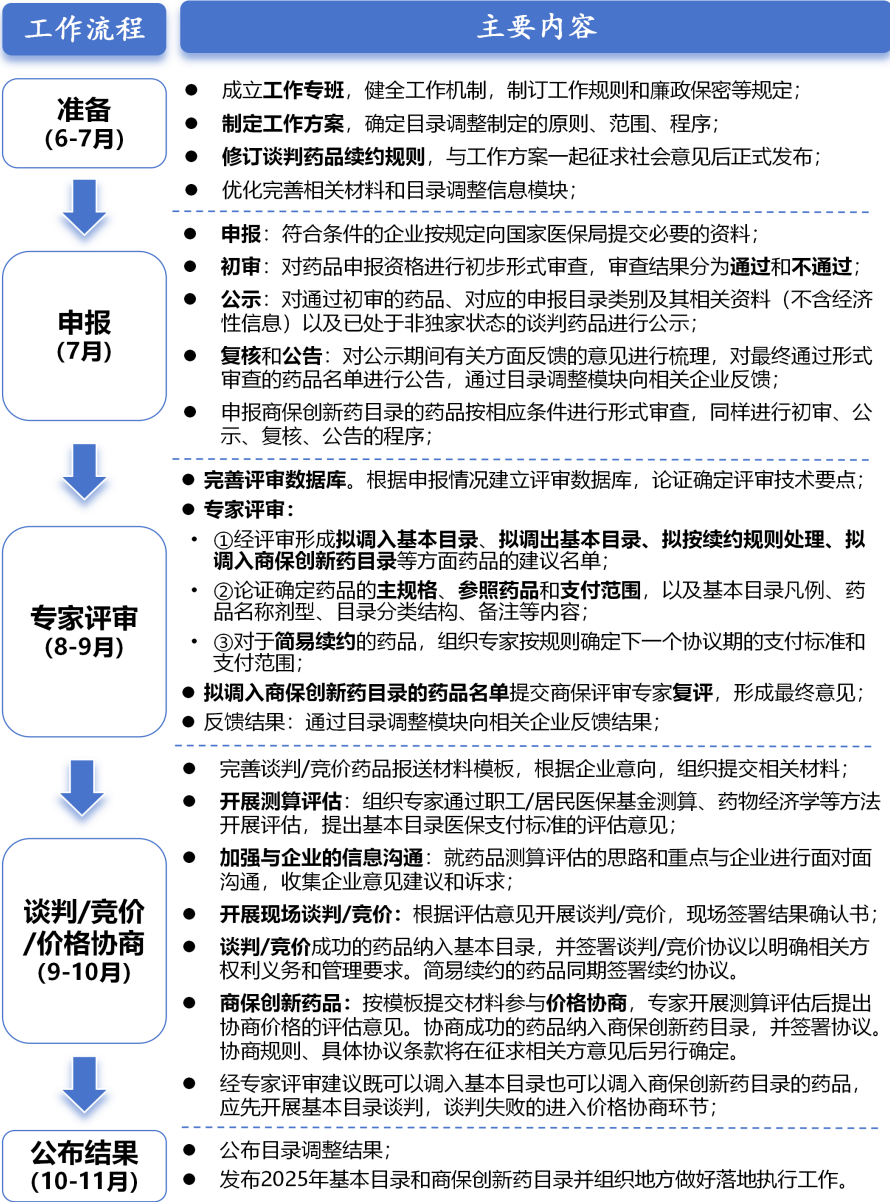 工作流程
主要内容
准备
(6-7月)
● 成立工作专班，健全工作机制，制订工作规则和廉政保密等规定；
● 制定工作方案，确定目录调整制定的原则、范围、程序；
● 修订谈判药品续约规则，与工作方案一起征求社会意见后正式发布；
● 优化完善相关材料和目录调整信息模块；
申报
(7月)
● 申报：符合条件的企业按规定向国家医保局提交必要的资料；
● 初审：对药品申报资格进行初步形式审查，审查结果分为通过和不通过；
● 公示：对通过初审的药品、对应的申报目录类别及其相关资料（不含经济
性信息）以及已处于非独家状态的谈判药品进行公示；
● 复核和公告：对公示期间有关方面反馈的意见进行梳理，对最终通过形式
审查的药品名单进行公告，通过目录调整模块向相关企业反馈；
● 申报商保创新药目录的药品按相应条件进行形式审查，同样进行初审、公
示、复核、公告的程序；
专家评审
(8-9月)
● 完善评审数据库。根据申报情况建立评审数据库，论证确定评审技术要点；
● 专家评审：
• ①经评审形成拟调入基本目录、拟调出基本目录、拟按续约规则处理、拟
调入商保创新药目录等方面药品的建议名单；
• ②论证确定药品的主规格、参照药品和支付范围，以及基本目录凡例、药
品名称剂型、目录分类结构、备注等内容；
• ③对于简易续约的药品，组织专家按规则确定下一个协议期的支付标准和
支付范围；
● 拟调入商保创新药目录的药品名单提交商保评审专家复评，形成最终意见；
● 反馈结果：通过目录调整模块向相关企业反馈结果；
谈判/竞价
/价格协商
(9-10月)
● 完善谈判/竞价药品报送材料模板，根据企业意向，组织提交相关材料；
● 开展测算评估：组织专家通过职工/居民医保基金测算、药物经济学等方法
开展评估，提出基本目录医保支付标准的评估意见；
● 加强与企业的信息沟通：就药品测算评估的思路和重点与企业进行面对面
沟通，收集企业意见建议和诉求；
● 开展现场谈判/竞价：根据评估意见开展谈判/竞价，现场签署结果确认书；
● 谈判/竞价成功的药品纳入基本目录，并签署谈判/竞价协议以明确相关方
权利义务和管理要求。简易续约的药品同期签署续约协议。
● 商保创新药品：按模板提交材料参与价格协商，专家开展测算评估后提出
协商价格的评估意见。协商成功的药品纳入商保创新药目录，并签署协议。
协商规则、具体协议条款将在征求相关方意见后另行确定。
● 经专家评审建议既可以调入基本目录也可以调入商保创新药目录的药品，
应先开展基本目录谈判，谈判失败的进入价格协商环节；
公布结果
(10-11月)
● 公布目录调整结果；
● 发布2025年基本目录和商保创新药目录并组织地方做好落地执行工作。